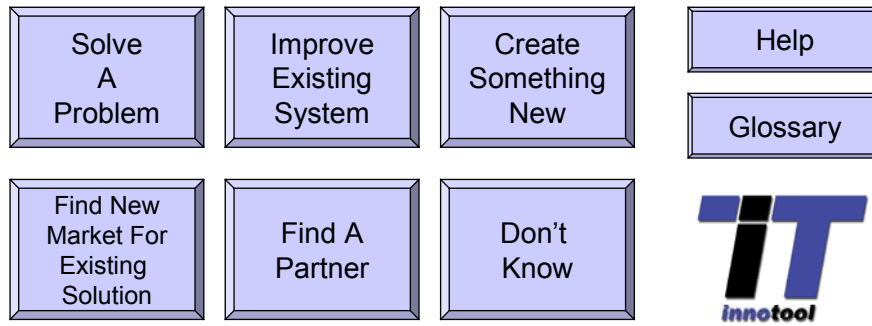 Solve
A
Problem
Improve
Existing
System
Create
Something
New
Help
Glossary
Find New
Market For
Existing
Solution
Find A
Partner
Don’t
Know
iT
innotool